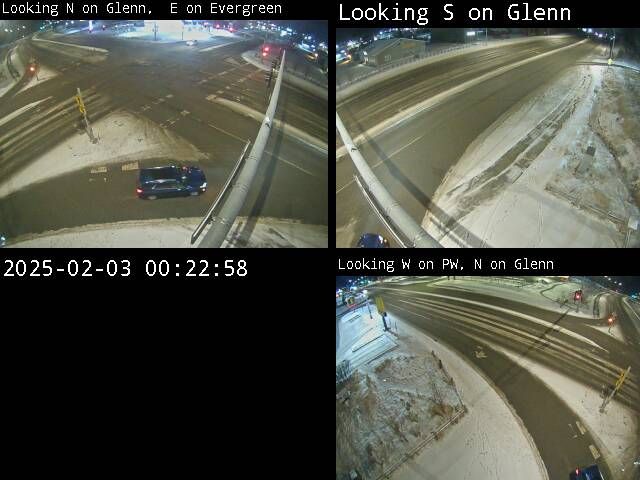 Looking N on Glenn,  E on Evergreen
Looking S on Glenn
2025-02-03 00:22:58
Looking W on PW, N on Glenn